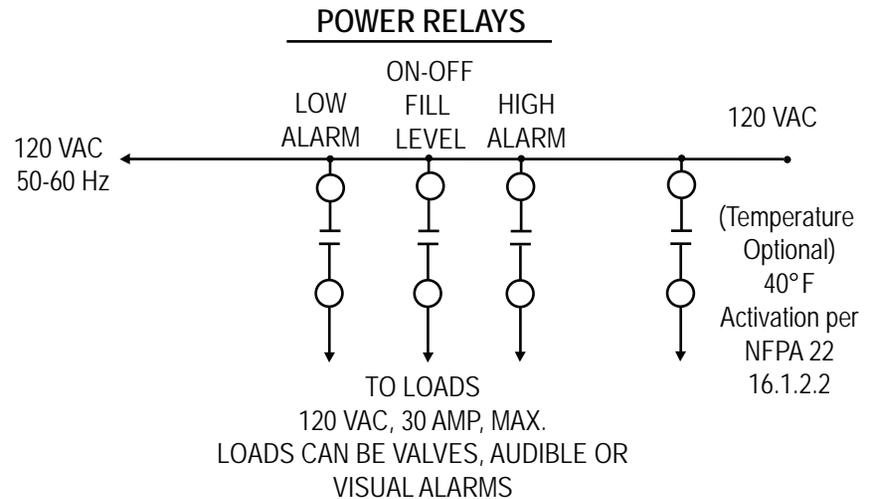 POWER RELAYS
ON-OFF
FILL
LEVEL
LOW
ALARM
HIGH
ALARM
120 VAC
120 VAC
50-60 Hz
(Temperature
Optional)
40°F
Activation per
NFPA 22
16.1.2.2
TO LOADS
120 VAC, 30 AMP, MAX.
LOADS CAN BE VALVES, AUDIBLE OR
VISUAL ALARMS